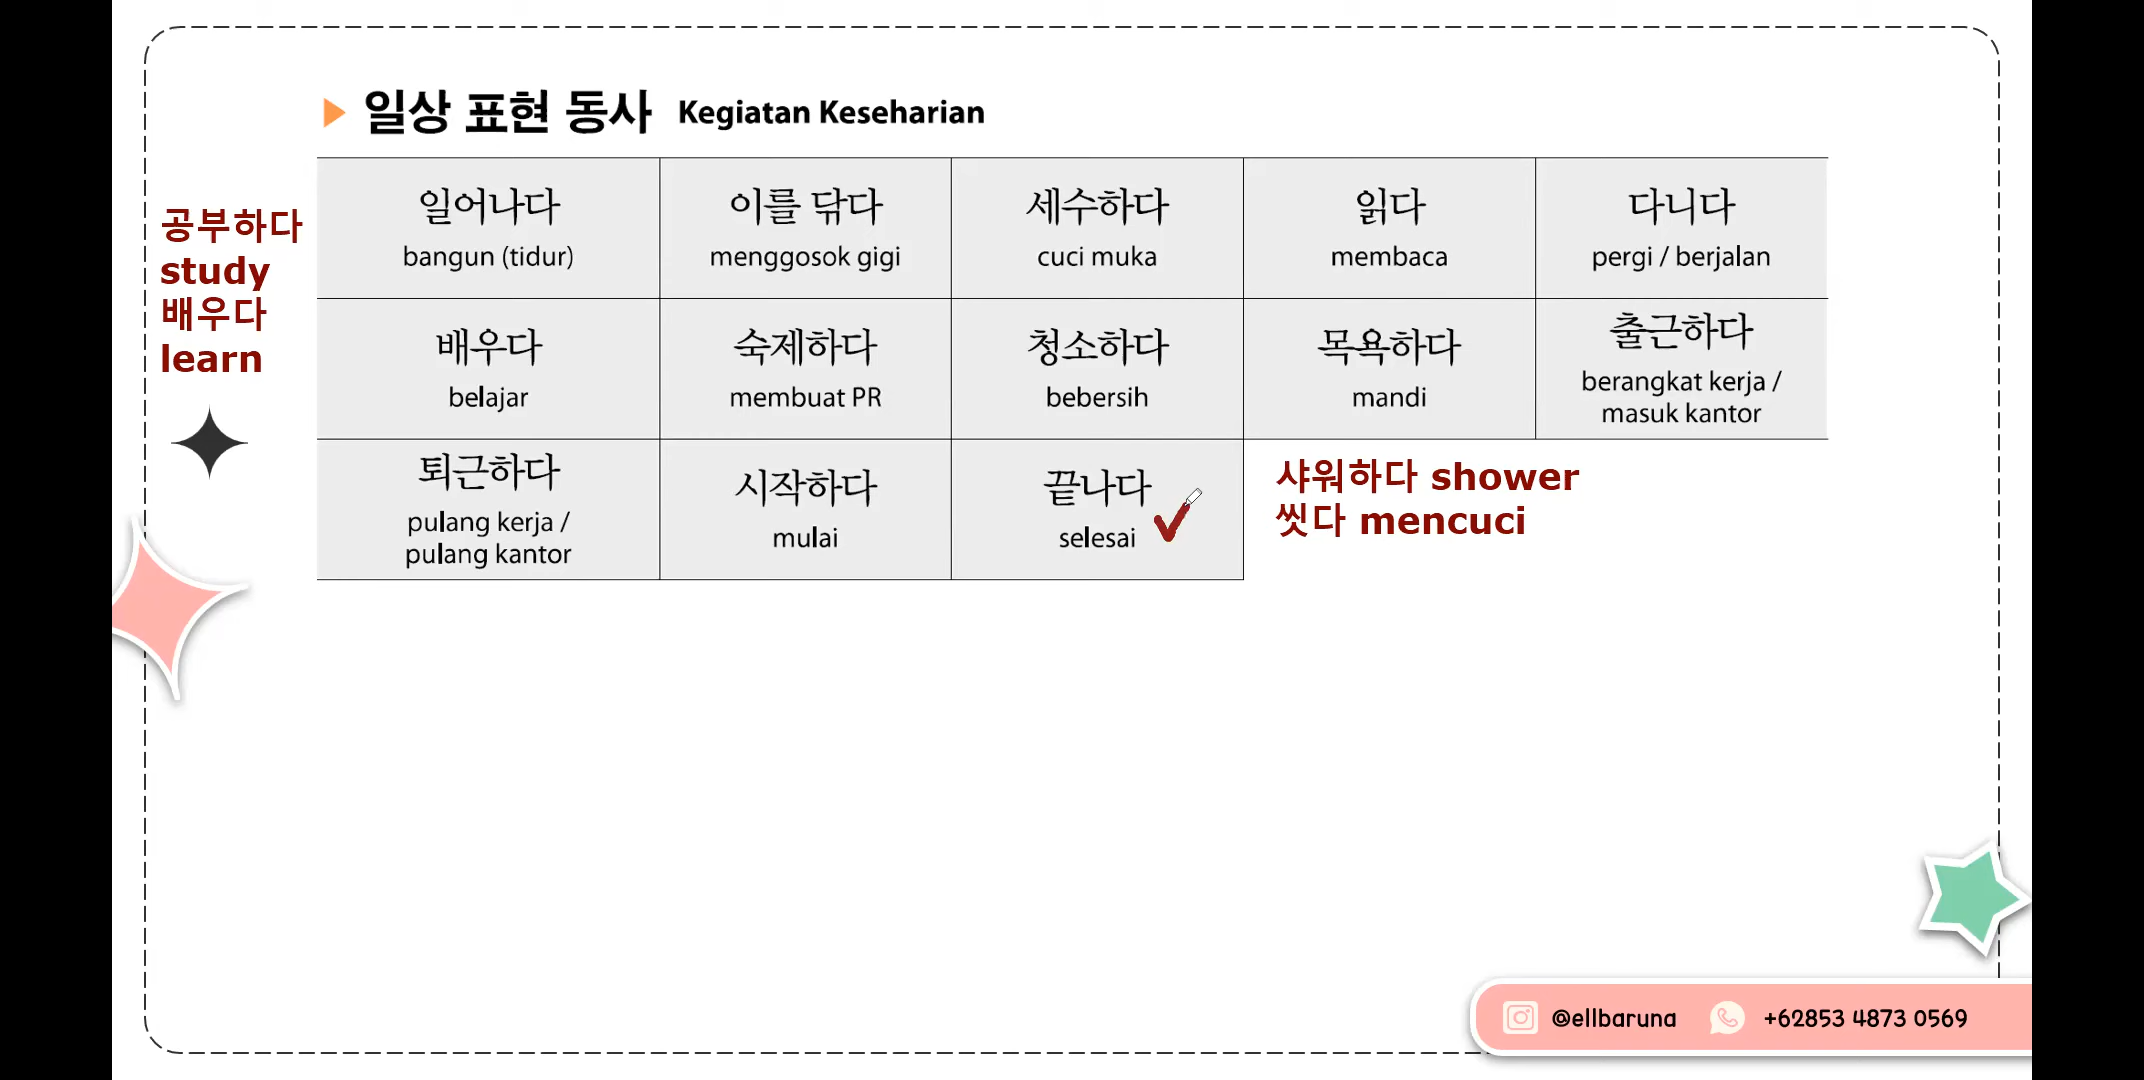 일상 표현 동사 Kegiatan Keseharian
일어나다
bangun (tidur)
이를 닦다
menggosok gigi
세수하다
cuci muka
읽다
membaca
다니다
pergi / berjalan
공부하다
study
배우다
learn
배우다
belajar
숙제하다
membuat PR
청소하다
bebersih
목욕하다
mandi
출근하다
berangkat kerja /
masuk kantor
퇴근하다
pulang kerja /
pulang kantor
시작하다
mulai
끝나다
selesai
샤워하다 shower
씻다 mencuci
@ellbaruna +62853 4873 0569